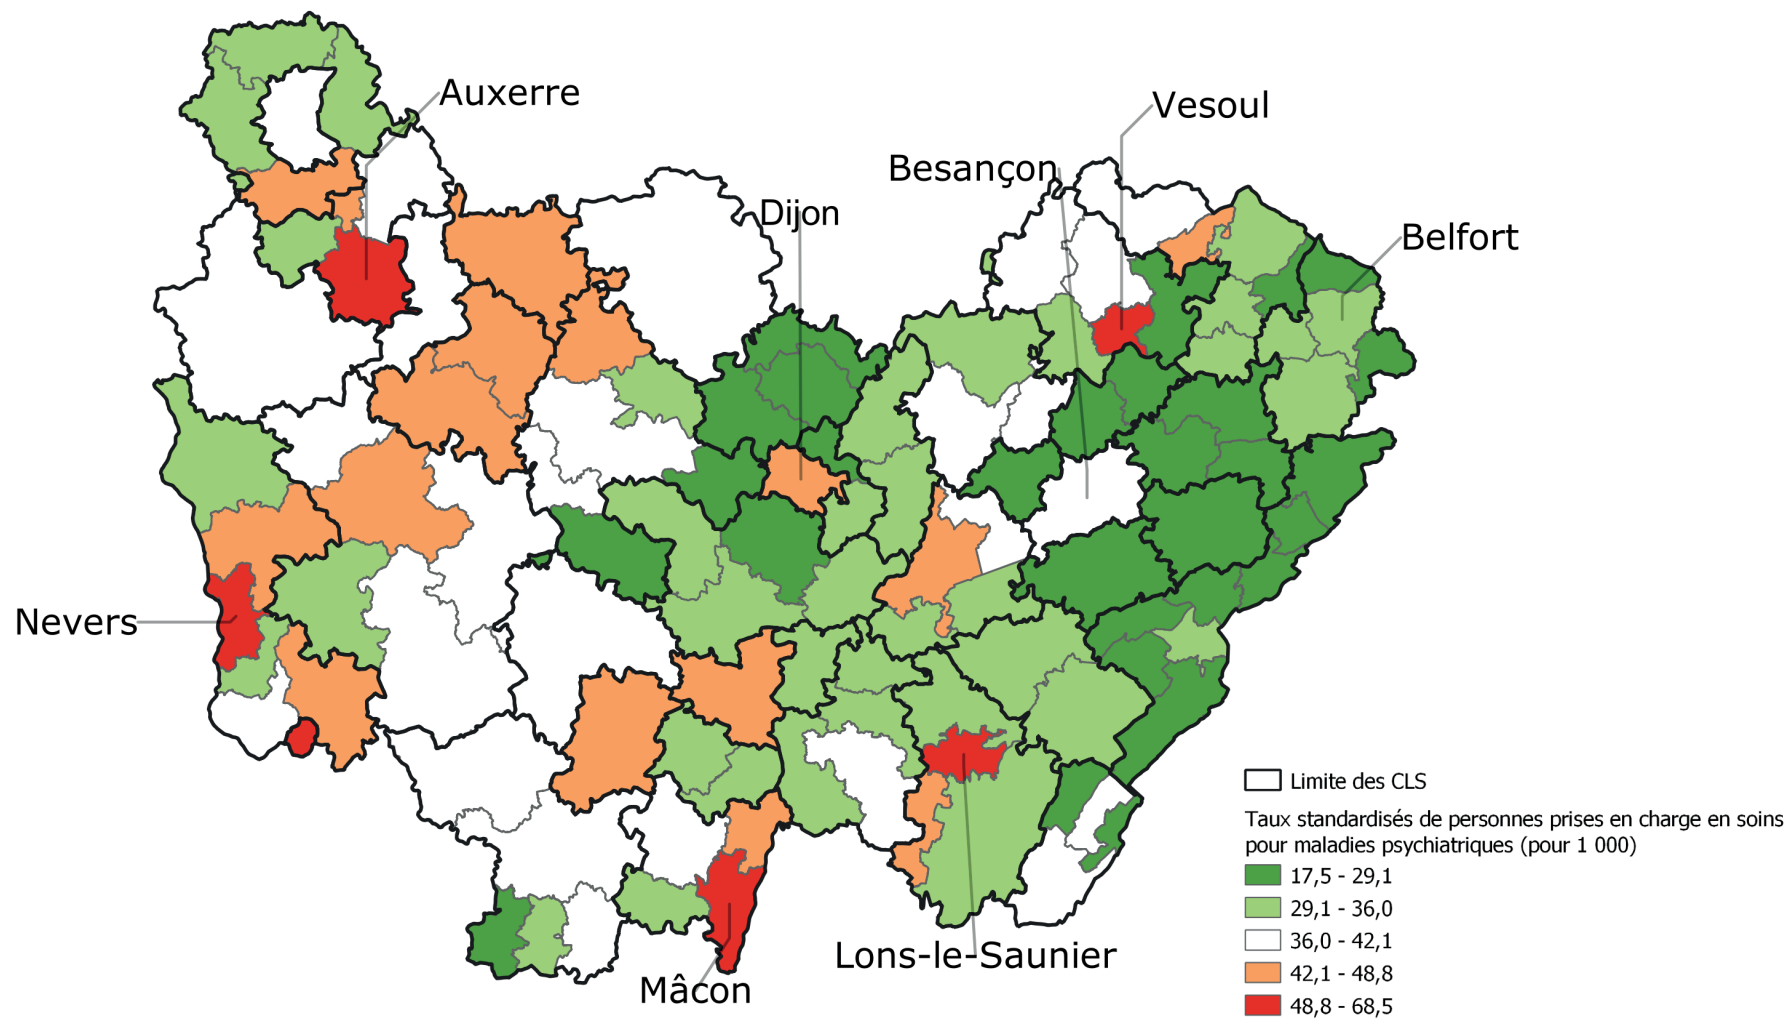 Auxerre
Vesoul
Besançon
Dijon
Belfort
Nevers
Lons-le-Saunier
Mâcon
Limite des CLS
Taux standardisés de personnes prises en charge en soins
pour maladies psychiatriques (pour 1 000)
17,5 - 29,1
29,1 - 36,0
36,0 - 42,1
42,1 - 48,8
48,8 - 68,5